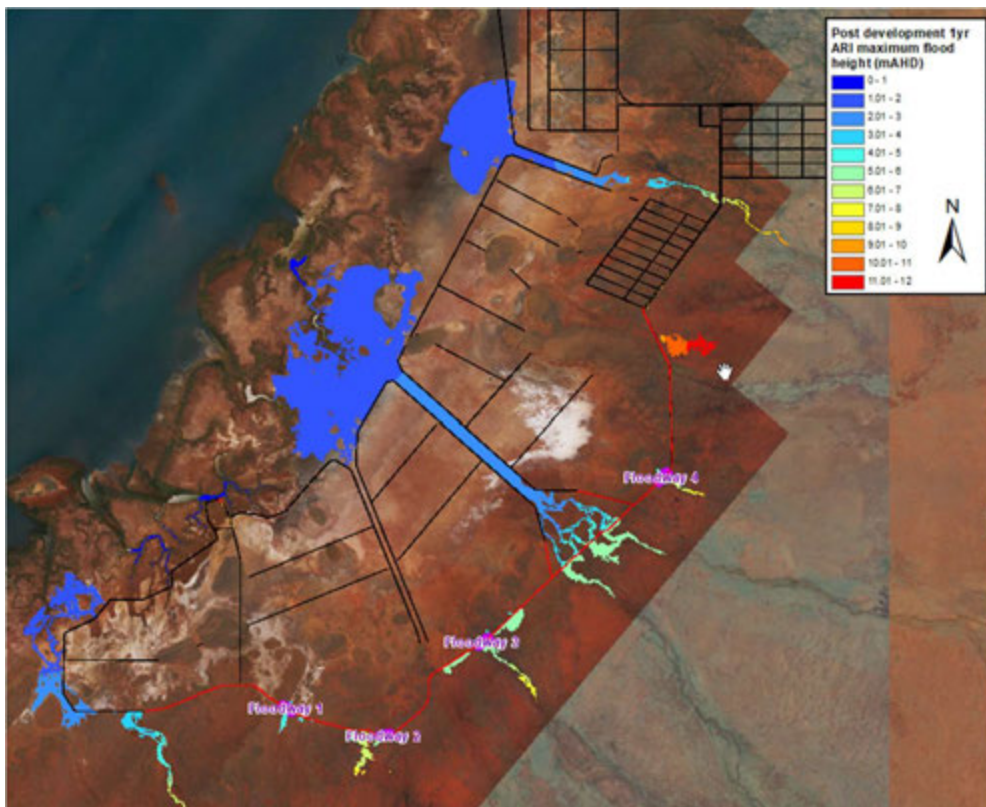 Post development 1yr
ARI maximum flood
height (mAHD)
0 - 1
1.01 - 2
2.01 - 3
3.01 - 4
4.01 - 5
5.01 - 6
6.01 - 7
7.01 - 8
8.01 - 9
9.01 - 10
10.01 - 11
11.01 - 12
N
Floodway 4
Floodway 3
Floodway 1
Floodway 2